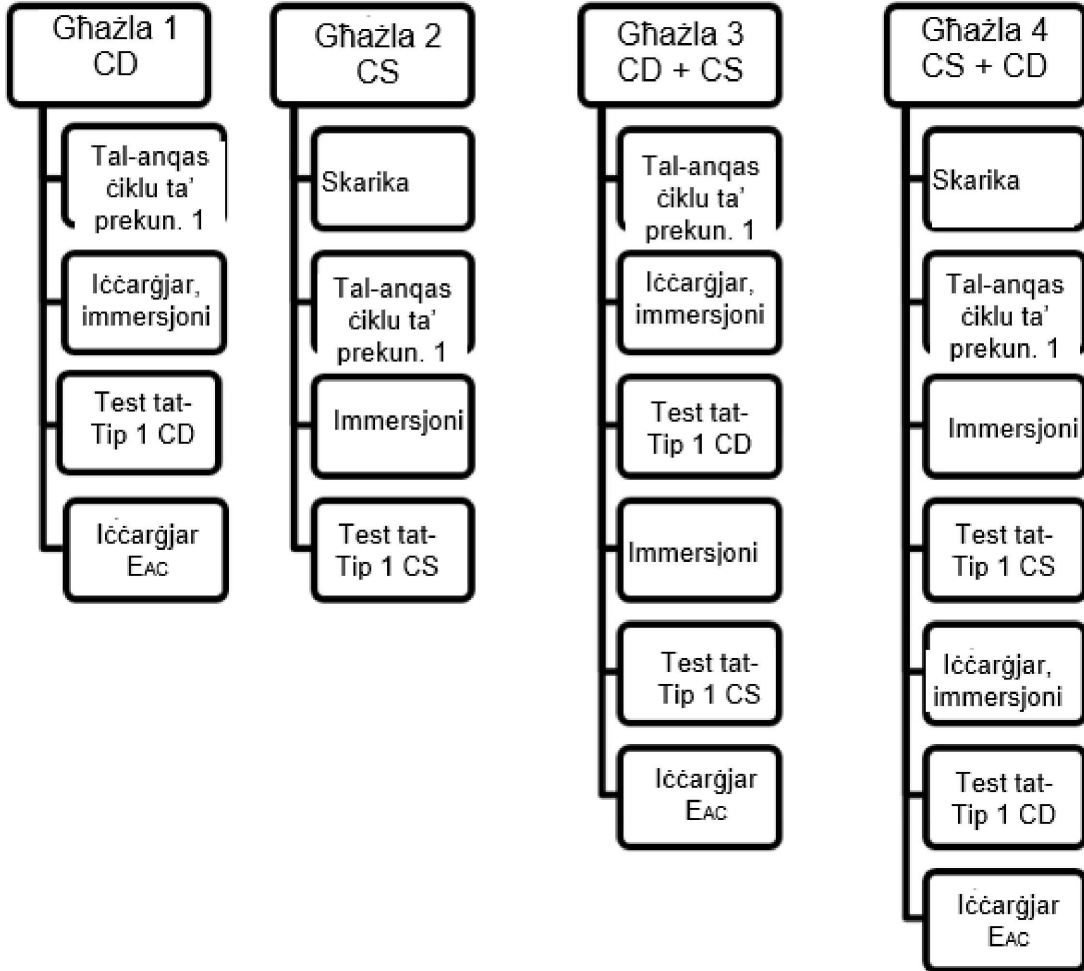 Għażla 1
CD
Tal-anqas
ċiklu ta’
prekun. 1
Iċċarġjar,
immersjoni
Test tat-
Tip 1 CD
Iċċarġjar
EAC
Għażla 2
CS
Skarika
Tal-anqas
ċiklu ta’
prekun. 1
Immersjoni
Test tat-
Tip 1 CS
Għażla 3
CD + CS
Tal-anqas
ċiklu ta’
prekun. 1
Iċċarġjar,
immersjoni
Test tat-
Tip 1 CD
Immersjoni
Test tat-
Tip 1 CS
Iċċarġjar
EAC
Għażla 4
CS + CD
Skarika
Tal-anqas
ċiklu ta’
prekun. 1
Immersjoni
Test tat-
Tip 1 CS
Iċċarġjar,
immersjoni
Test tat-
Tip 1 CD
Iċċarġjar
EAC